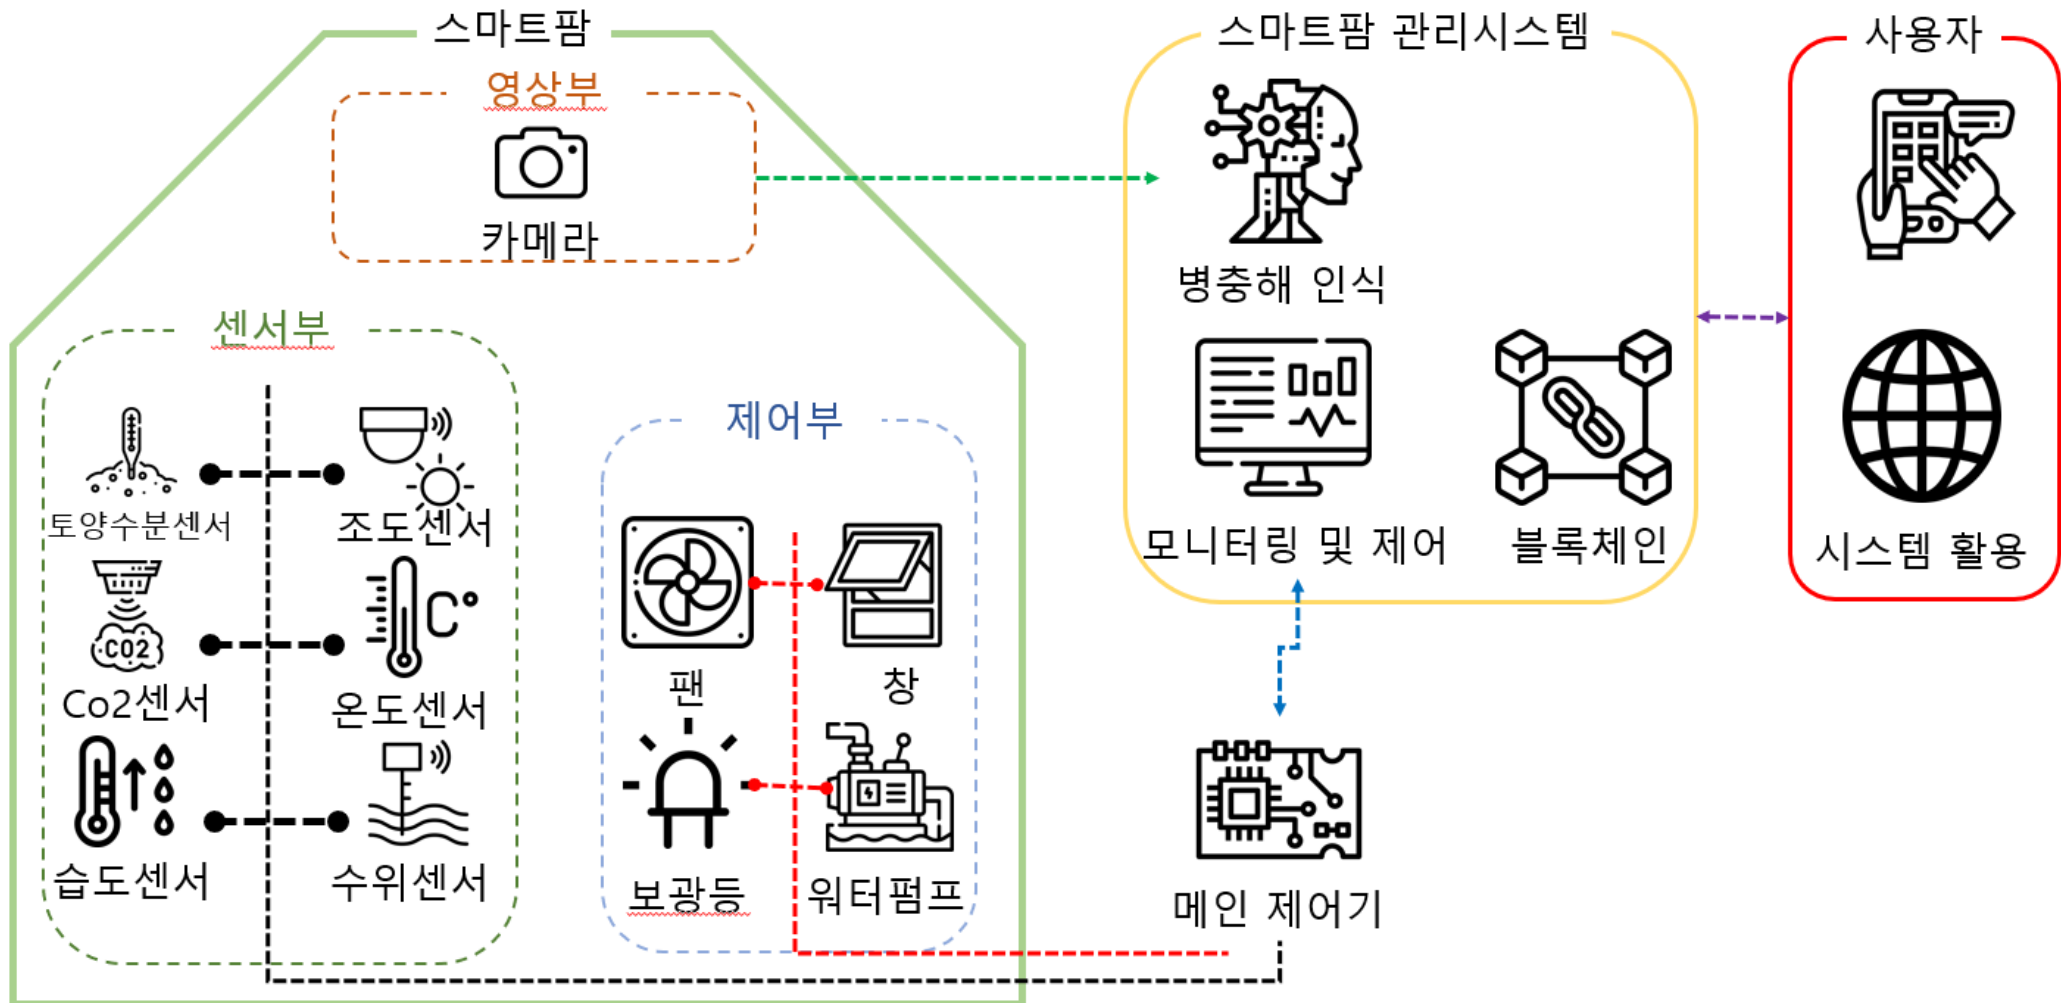 스마트팜
영상부
카메라
센서부
토양수분센서
조도센서
CO2
C°
Co2센서
온도센서
습도센서
수위센서
제어부
팬
창
보광등
워터펌프
스마트팜 관리시스템
병충해 인식
모니터링 및 제어
블록체인
메인 제어기
사용자
시스템 활용